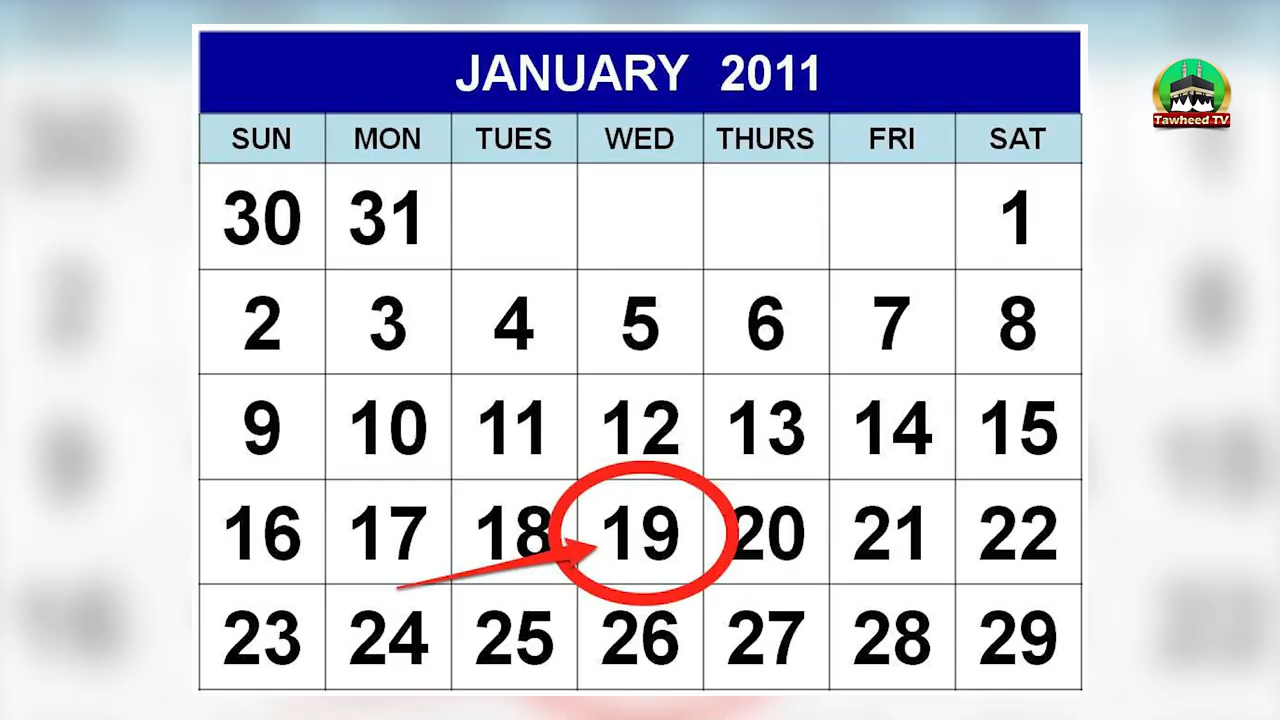 JANUARY 2011
SUN MON TUES WED THURS FRI SAT
30 31 1
2 3 4 5 6 7 8
9 10 11 12 13 14 15
16 17 18 19 20 21 22
23 24 25 26 27 28 29
Tawheed TV